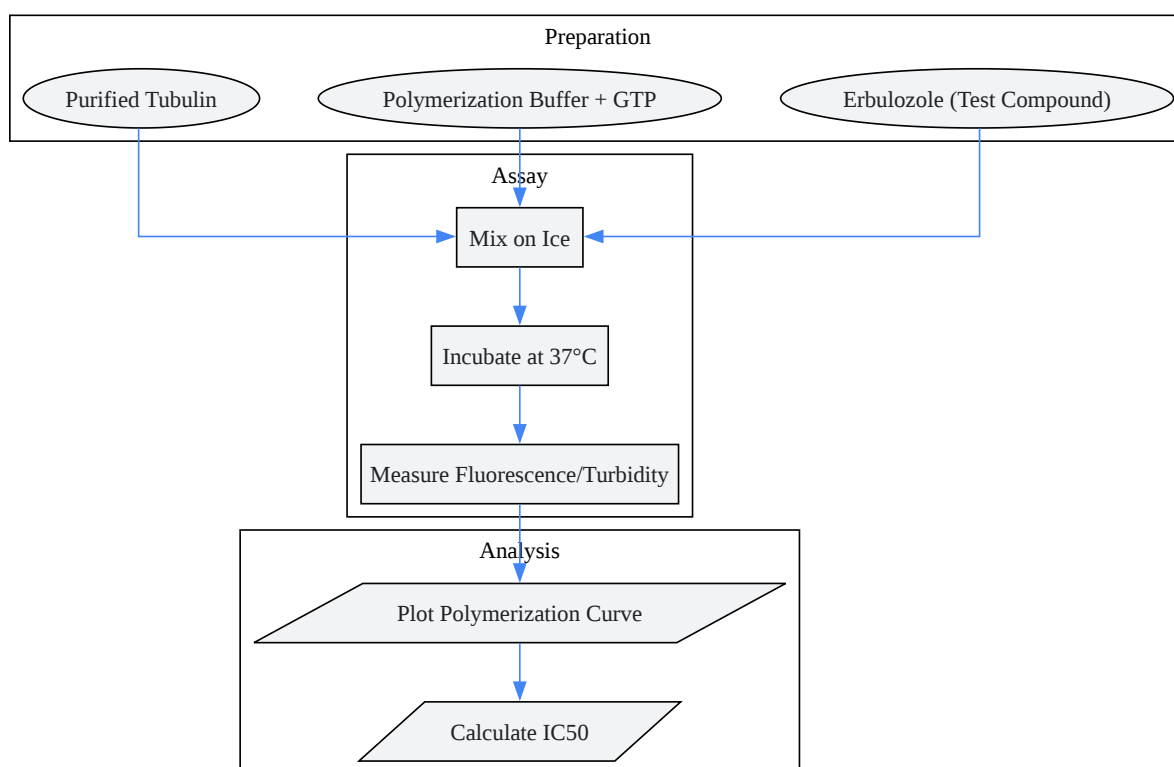 Preparation
Purified Tubulin
Polymerization Buffer + GTP
Erbulozole (Test Compound)
Assay
Mix on Ice
Incubate at 37°C
Measure Fluorescence/Turbidity
Analysis
Plot Polymerization Curve
Calculate IC50